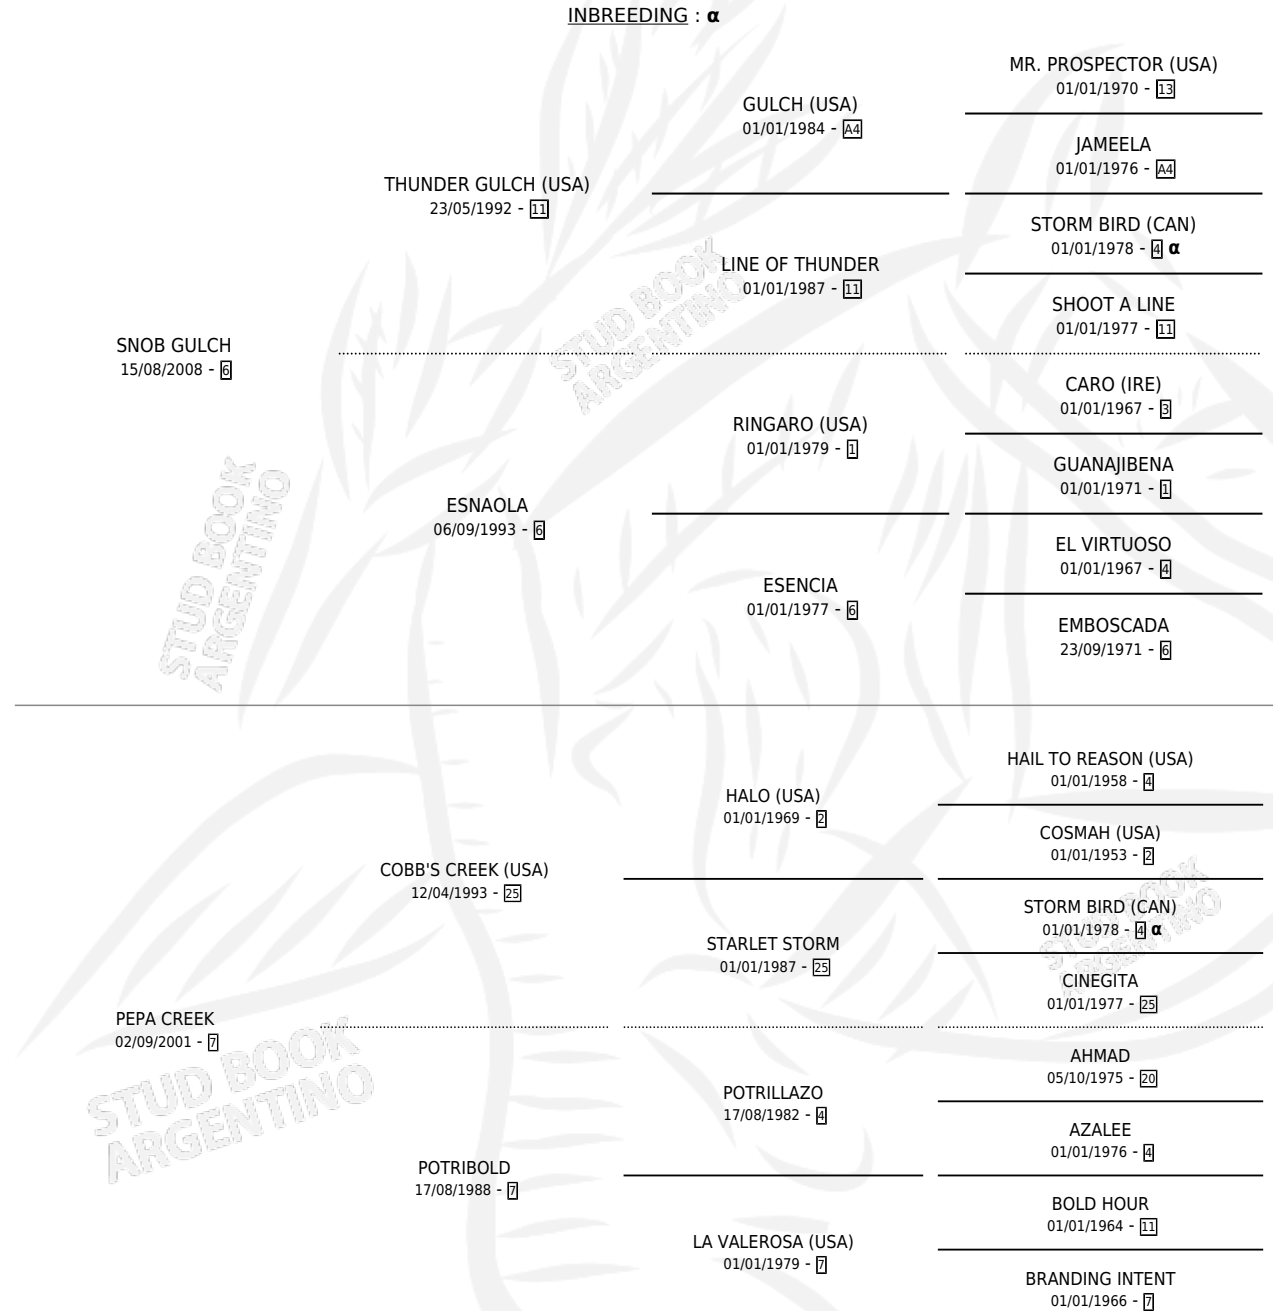 INBREEDING : α
MR. PROSPECTOR (USA)
01/01/1970 - 13
GULCH (USA)
01/01/1984 - A4
JAMEELA
01/01/1976 - A4
THUNDER GULCH (USA)
23/05/1992 - 11
STORM BIRD (CAN)
01/01/1978 - 4 α
LINE OF THUNDER
01/01/1987 - 11
SHOOT A LINE
01/01/1977 - 11
SNOB GULCH
15/08/2008 - 6
CARO (IRE)
01/01/1967 - 3
RINGARO (USA)
01/01/1979 - 1
GUANAJIBENA
01/01/1971 - 1
ESNAOLA
06/09/1993 - 6
EL VIRTUOSO
01/01/1967 - 4
ESENCIA
01/01/1977 - 6
EMBOSCADA
23/09/1971 - 6
HAIL TO REASON (USA)
01/01/1958 - 4
HALO (USA)
01/01/1969 - 2
COSMAH (USA)
01/01/1953 - 2
COBB'S CREEK (USA)
12/04/1993 - 25
STORM BIRD (CAN)
01/01/1978 - 4 α
STARLET STORM
01/01/1987 - 25
CINEGITA
01/01/1977 - 25
PEPA CREEK
02/09/2001 - 7
AHMAD
05/10/1975 - 20
POTRILLAZO
17/08/1982 - 4
AZALEE
01/01/1976 - 4
POTRIBOLD
17/08/1988 - 7
BOLD HOUR
01/01/1964 - 11
LA VALEROSA (USA)
01/01/1979 - 7
BRANDING INTENT
01/01/1966 - 7
STUD BOOK
ARGENTINO
STUD BOOK
ARGENTINO
STUD BOOK
ARGENTINO
STUD BOOK
ARGENTINO